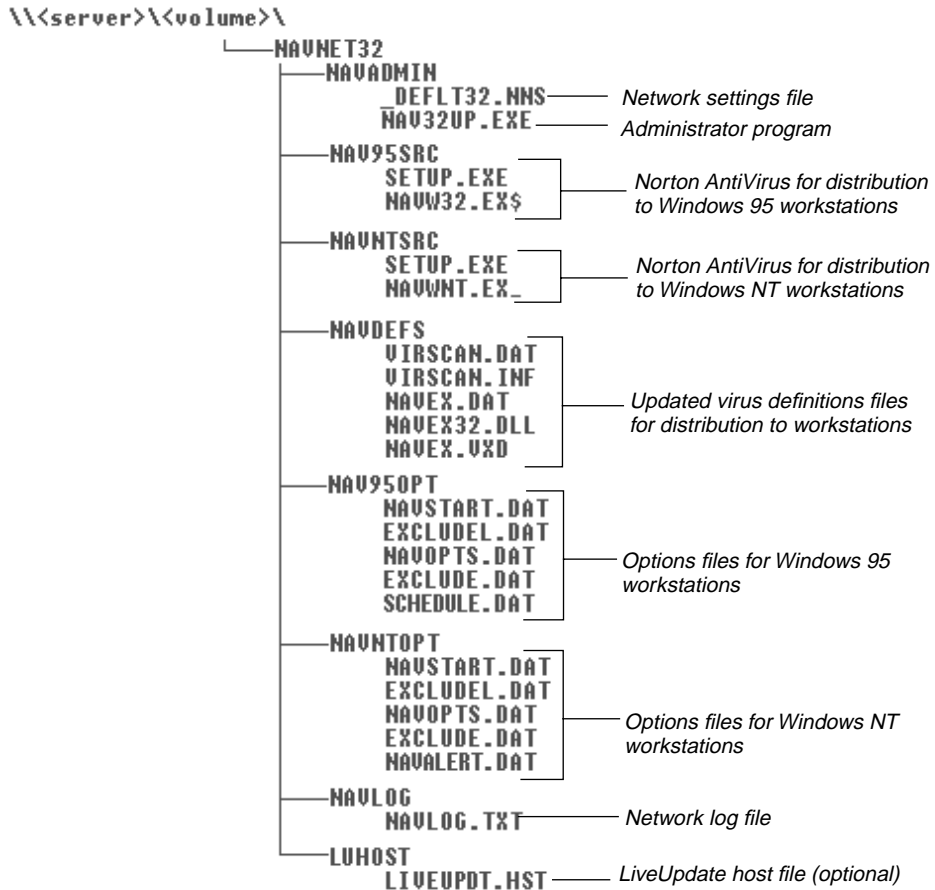 \\<server>\<volume>\
NAVNET32
NAVADMIN
_DEFLT32.NNS Network settings file
NAV32UP.EXE Administrator program
NAV95SRC
SETUP.EXE
NAVW32.EX$
Norton AntiVirus for distribution
to Windows 95 workstations
NAVNTSRC
SETUP.EXE
NAVWNT.EX_
Norton AntiVirus for distribution
to Windows NT workstations
NAVDEFS
VIRSCAN.DAT
VIRSCAN.INF
NAVEX.DAT
NAVEX32.DLL
NAVEX.VXD
Updated virus definitions files
for distribution to workstations
NAV95OPT
NAVSTART.DAT
EXCLUDEL.DAT
NAVOPTS.DAT
EXCLUDE.DAT
SCHEDULE.DAT
Options files for Windows 95
workstations
NAVNTOPT
NAVSTART.DAT
EXCLUDEL.DAT
NAVOPTS.DAT
EXCLUDE.DAT
NAVALERT.DAT
Options files for Windows NT
workstations
NAVLOG
NAVLOG.TXT Network log file
LUHOST
LIVEUPDT.HST LiveUpdate host file (optional)